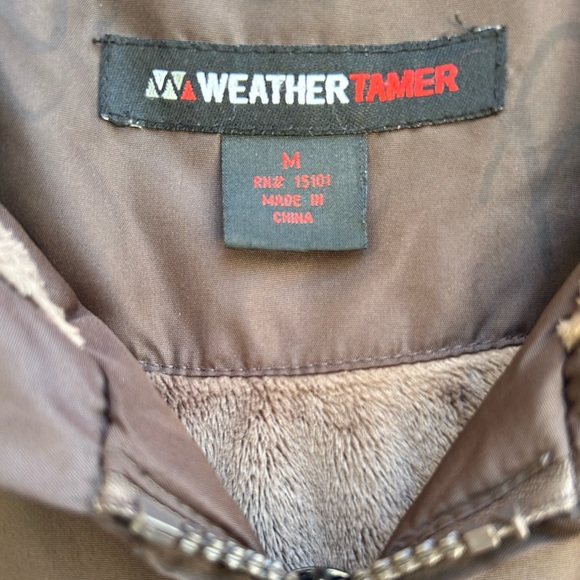 WEATHERTAMER
M
RN# 15101
MADE IN
CHINA